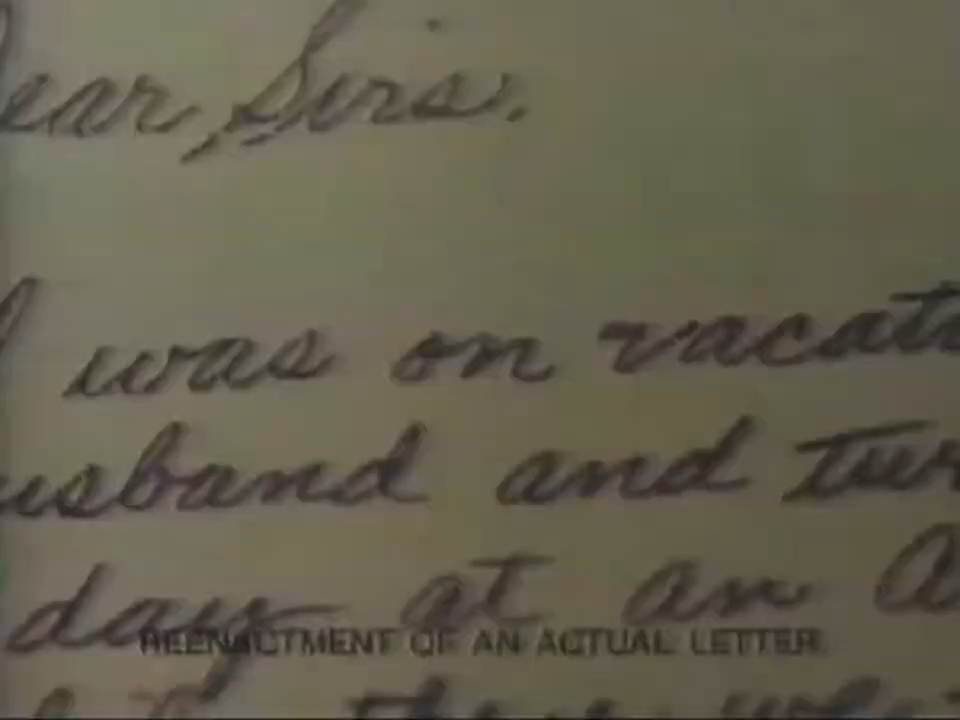 ear Sirs.
I was on vacat
usband and tw
day at an A
REENACTMENT OF AN ACTUAL LETTER